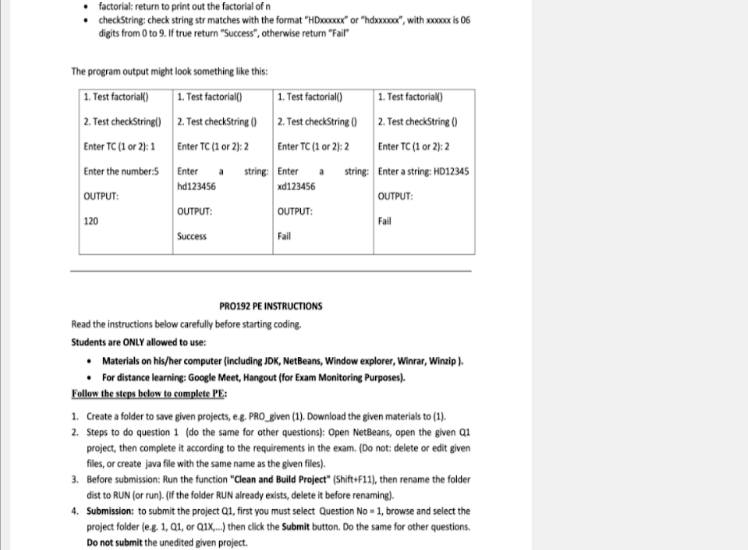 • factorial: return to print out the factorial of n
• checkString: check string str matches with the format "HDxxxxxx" or "hdxxxxxx", with xxxxxx is 06
digits from 0 to 9. If true return "Success", otherwise return "Fail"
The program output might look something like this:
1. Test factorial()
2. Test checkString()
Enter TC (1 or 2): 1
Enter the number:5
OUTPUT:
120
1. Test factorial()
2. Test checkString ()
Enter TC (1 or 2): 2
Enter a string:
hd123456
OUTPUT:
Success
1. Test factorial()
2. Test checkString ()
Enter TC (1 or 2): 2
Enter a string:
xd123456
OUTPUT:
Fail
1. Test factorial()
2. Test checkString ()
Enter TC (1 or 2): 2
Enter a string: HD12345
OUTPUT:
Fail
PRO192 PE INSTRUCTIONS
Read the instructions below carefully before starting coding.
Students are ONLY allowed to use:
• Materials on his/her computer (including JDK, NetBeans, Window explorer, Winrar, Winzip ).
• For distance learning: Google Meet, Hangout (for Exam Monitoring Purposes).
Follow the steps below to complete PE:
1. Create a folder to save given projects, e.g. PRO_given (1). Download the given materials to (1).
2. Steps to do question 1 (do the same for other questions): Open NetBeans, open the given Q1
project, then complete it according to the requirements in the exam. (Do not: delete or edit given
files, or create java file with the same name as the given files).
3. Before submission: Run the function "Clean and Build Project" (Shift+F11), then rename the folder
dist to RUN (or run). (If the folder RUN already exists, delete it before renaming).
4. Submission: to submit the project Q1, first you must select Question No = 1, browse and select the
project folder (e.g. 1, Q1, or Q1X,...) then click the Submit button. Do the same for other questions.
Do not submit the unedited given project.